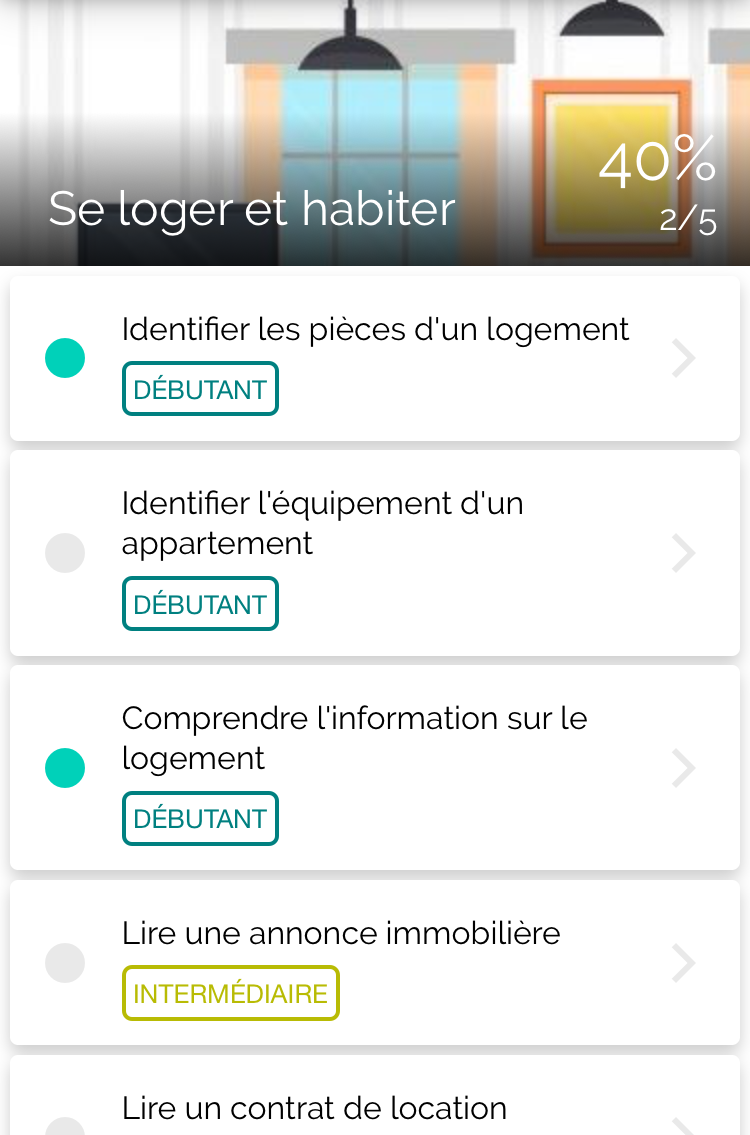 40%
Se loger et habiter
2/5
Identifier les pièces d'un logement
DÉBUTANT
Identifier l'équipement d'un
appartement
DÉBUTANT
Comprendre l'information sur le
logement
DÉBUTANT
Lire une annonce immobilière
INTERMÉDIAIRE
Lire un contrat de location